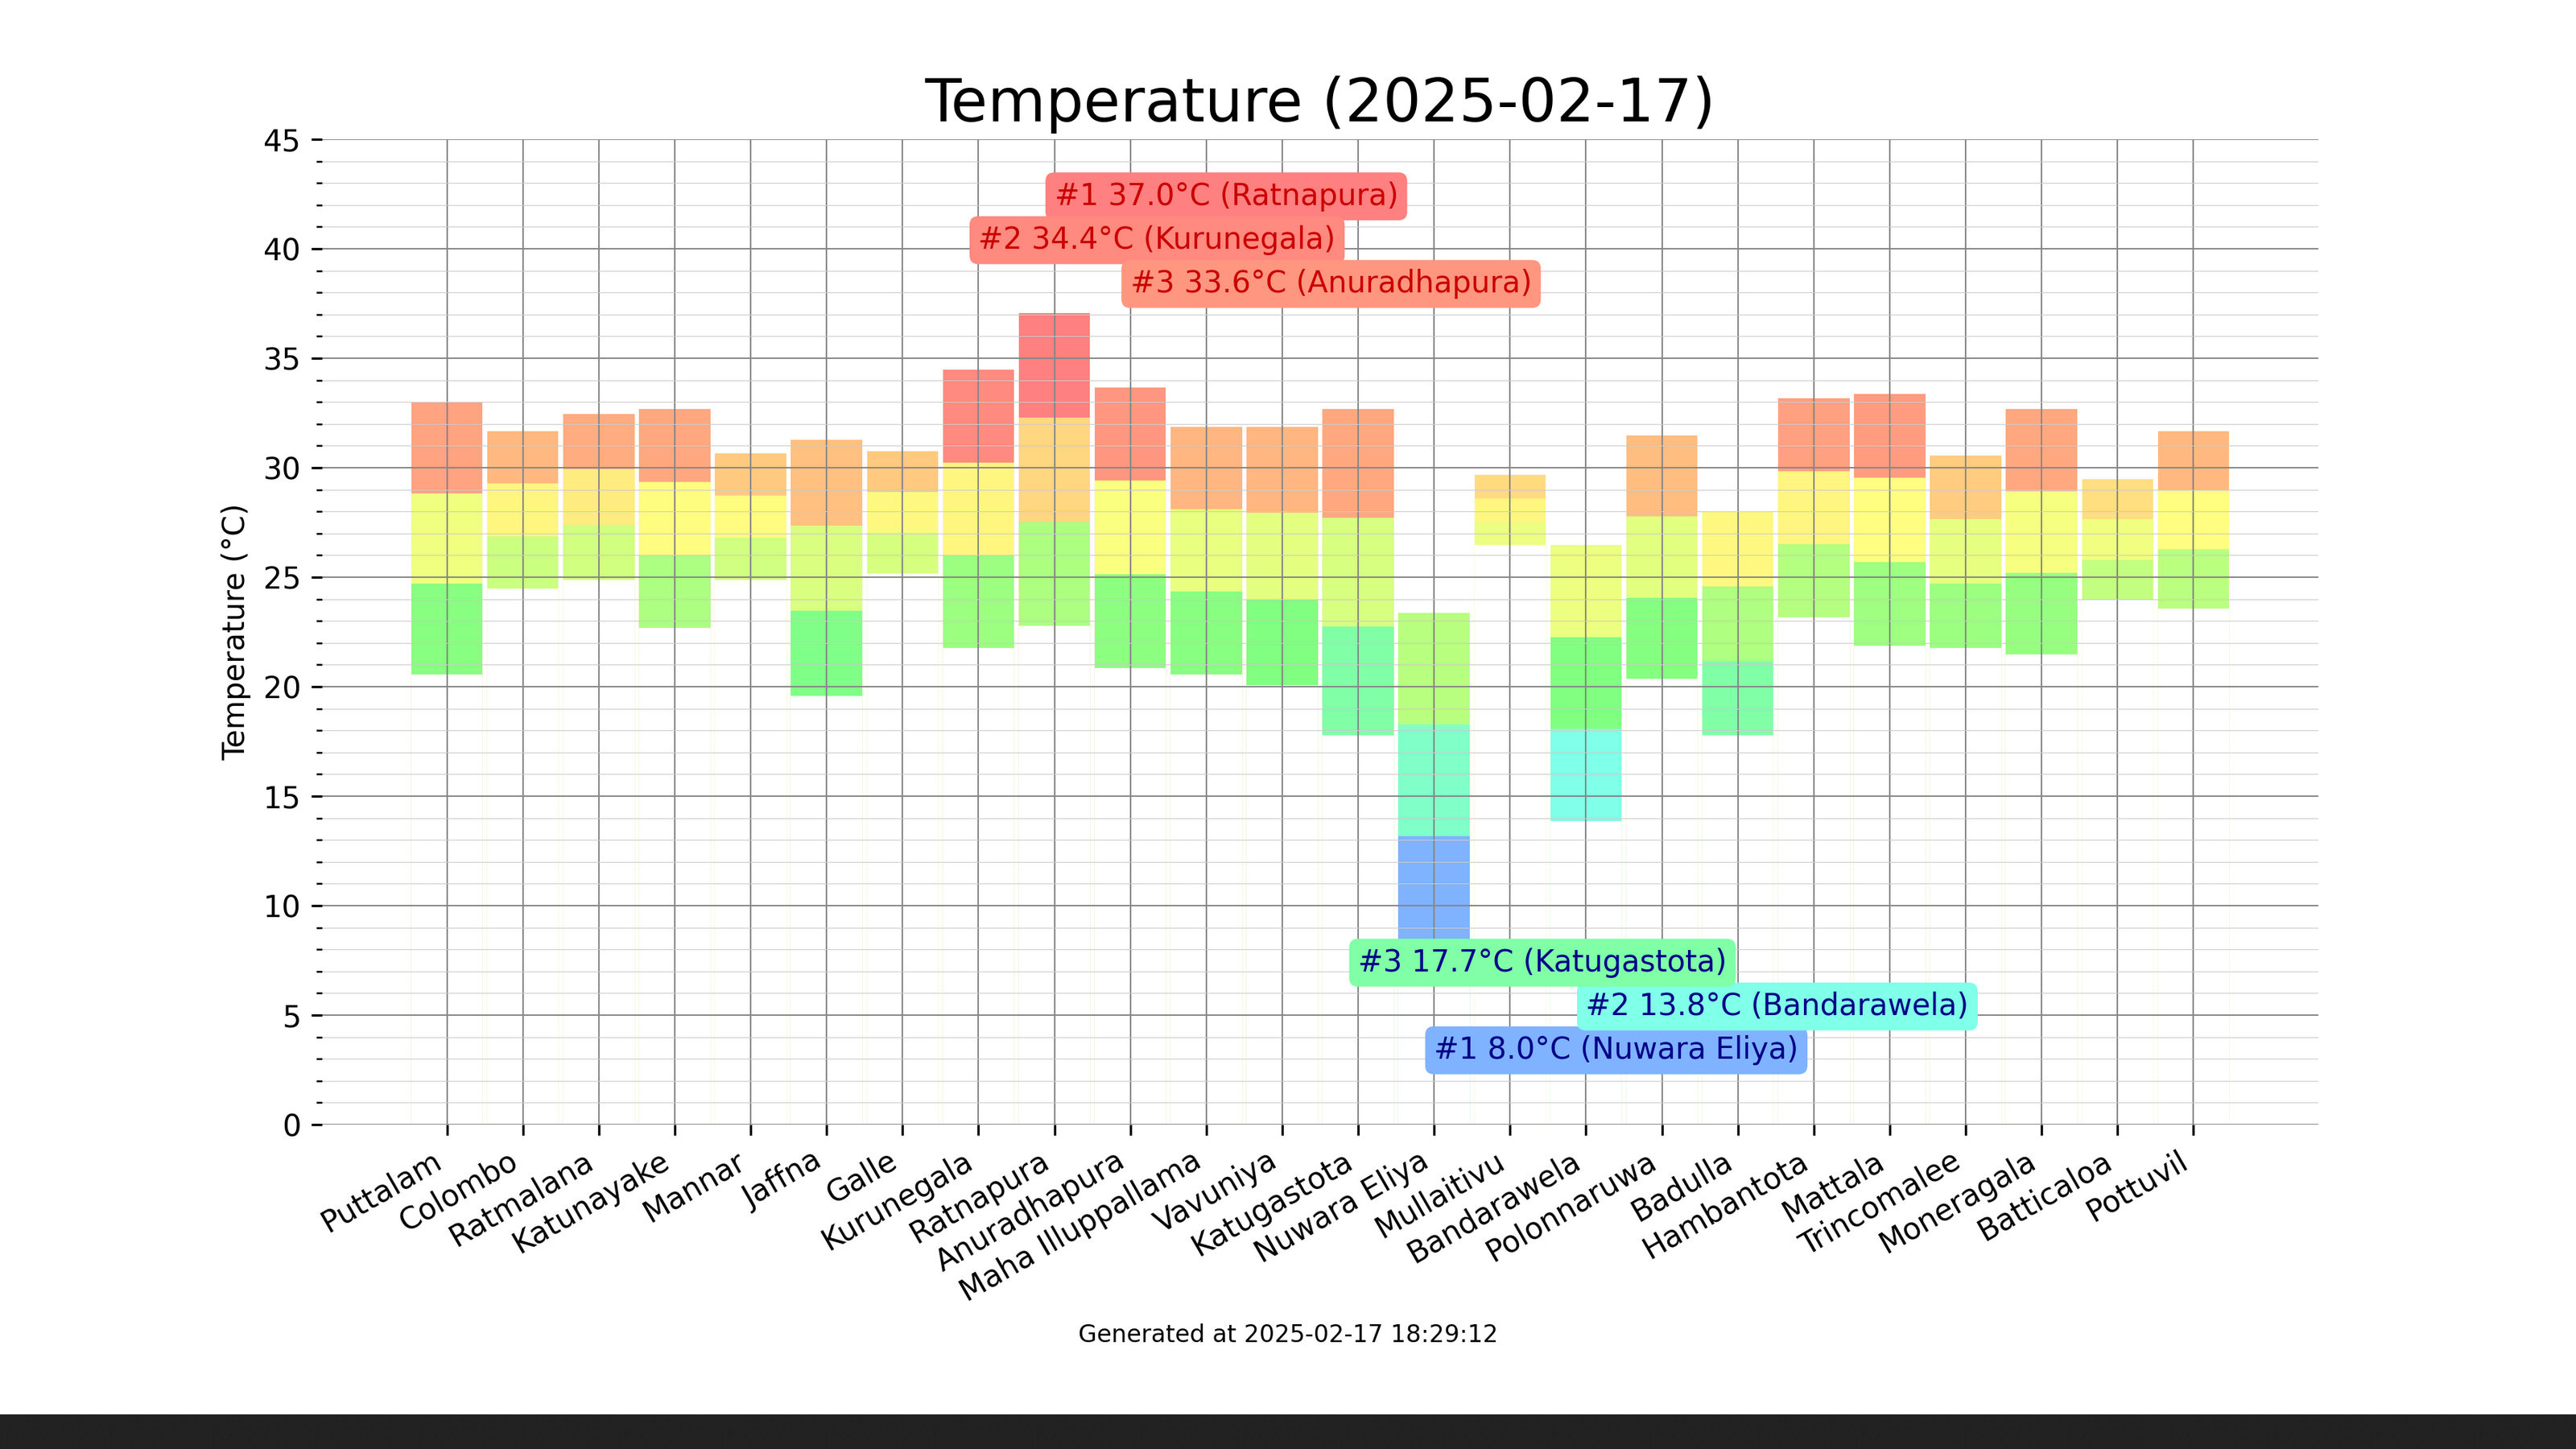 Temperature (2025-02-17)
45
40
35
30
25
20
15
10
5
0
Temperature (°C)
#1 37.0°C (Ratnapura)
#2 34.4°C (Kurunegala)
#3 33.6°C (Anuradhapura)
#3 17.7°C (Katugastota)
#2 13.8°C (Bandarawela)
#1 8.0°C (Nuwara Eliya)
Puttalam
Colombo
Ratmalana
Katunayake
Mannar
Jaffna
Galle
Kurunegala
Ratnapura
Anuradhapura
Maha Illuppallama
Vavuniya
Katugastota
Nuwara Eliya
Mullaitivu
Bandarawela
Polonnaruwa
Badulla
Hambantota
Mattala
Trincomalee
Moneragala
Batticaloa
Pottuvil
Generated at 2025-02-17 18:29:12